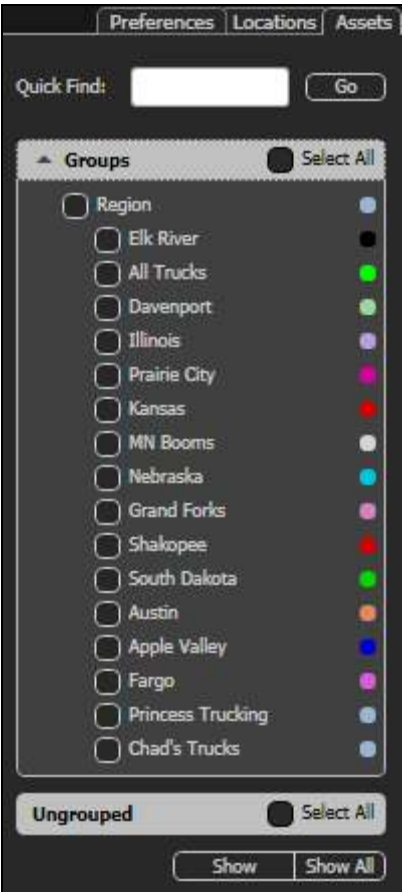 Preferences Locations Assets
Quick Find: Go
Groups Select All
Region
Elk River
All Trucks
Davenport
Illinois
Prairie City
Kansas
MN Booms
Nebraska
Grand Forks
Shakopee
South Dakota
Austin
Apple Valley
Fargo
Princess Trucking
Chad's Trucks
Ungrouped Select All
Show Show All